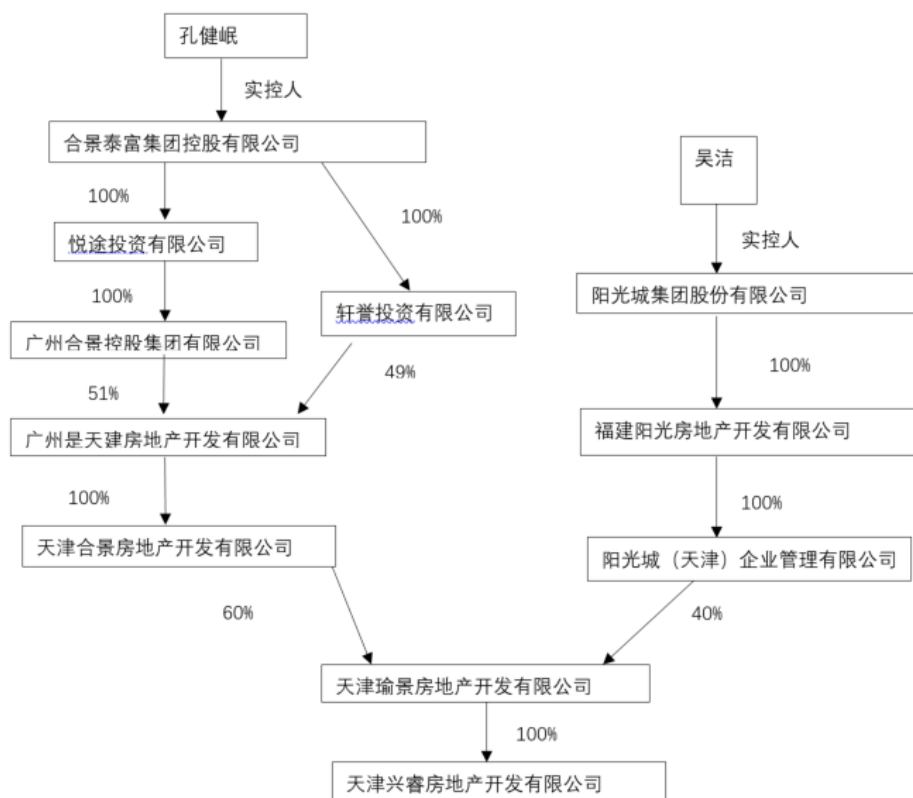 孔健岷
实控人
合景泰富集团控股有限公司
吴洁
100%
100%
悦途投资有限公司
实控人
100%
阳光城集团股份有限公司
轩誉投资有限公司
广州合景控股集团有限公司
100%
49%
51%
广州是天建房地产开发有限公司
福建阳光房地产开发有限公司
100%
100%
天津合景房地产开发有限公司
阳光城（天津）企业管理有限公司
60%
40%
天津瑜景房地产开发有限公司
100%
天津兴睿房地产开发有限公司